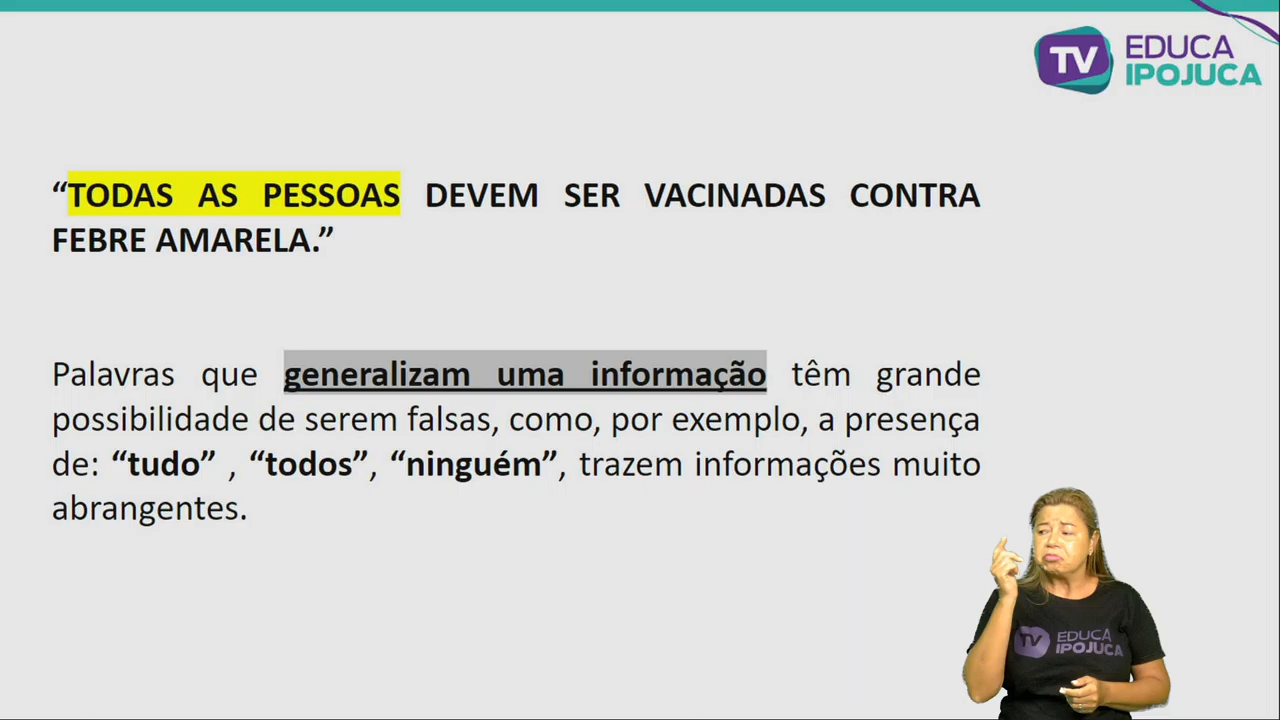 TV EDUCA
IPOJUCA
“TODAS AS PESSOAS DEVEM SER VACINADAS CONTRA
FEBRE AMARELA.”
Palavras que generalizam uma informação têm grande
possibilidade de serem falsas, como, por exemplo, a presença
de: “tudo” , “todos”, “ninguém”, trazem informações muito
abrangentes.
TV EDUCA
IPOJUCA